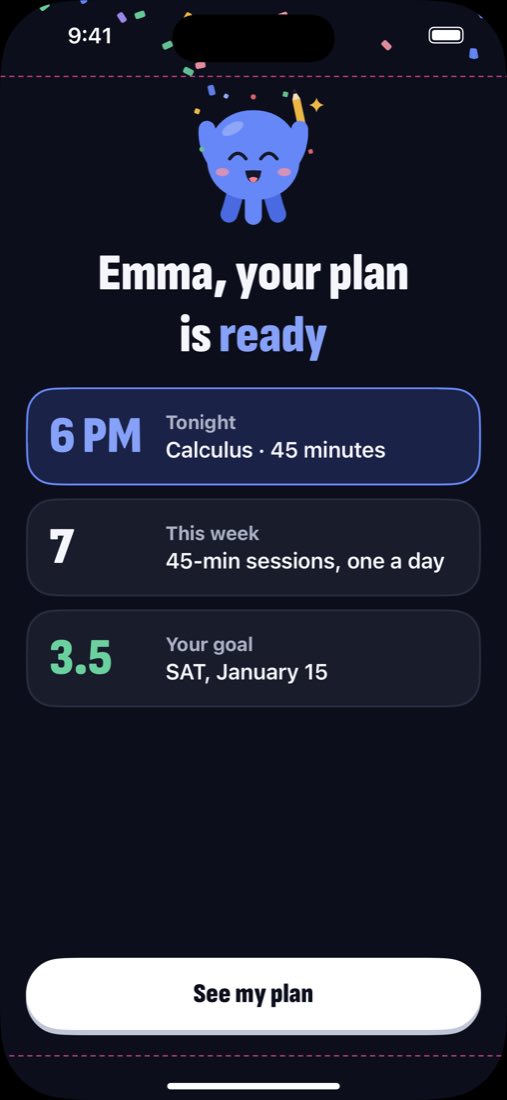 9:41
Emma, your plan
is ready
6 PM
Tonight
Calculus · 45 minutes
7
This week
45-min sessions, one a day
3.5
Your goal
SAT, January 15
See my plan